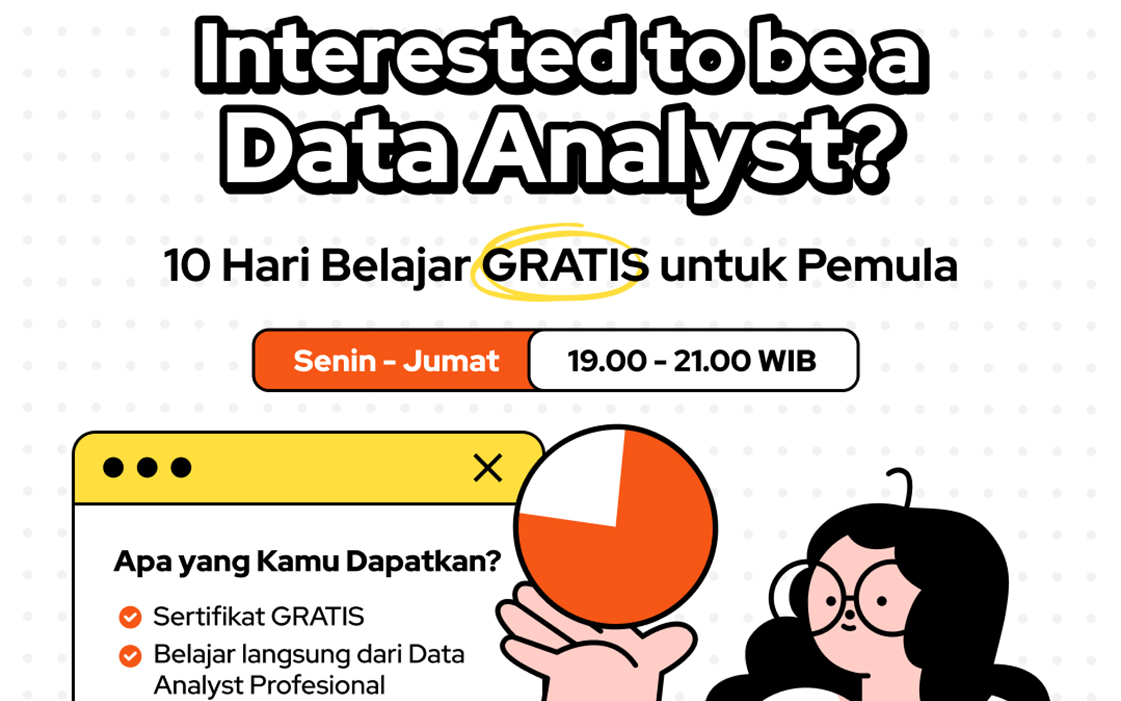 Interested to be a
Data Analyst?
10 Hari Belajar GRATIS untuk Pemula
Senin - Jumat
19.00 - 21.00 WIB
Apa yang Kamu Dapatkan?
Sertifikat GRATIS
Belajar langsung dari Data
Analyst Profesional